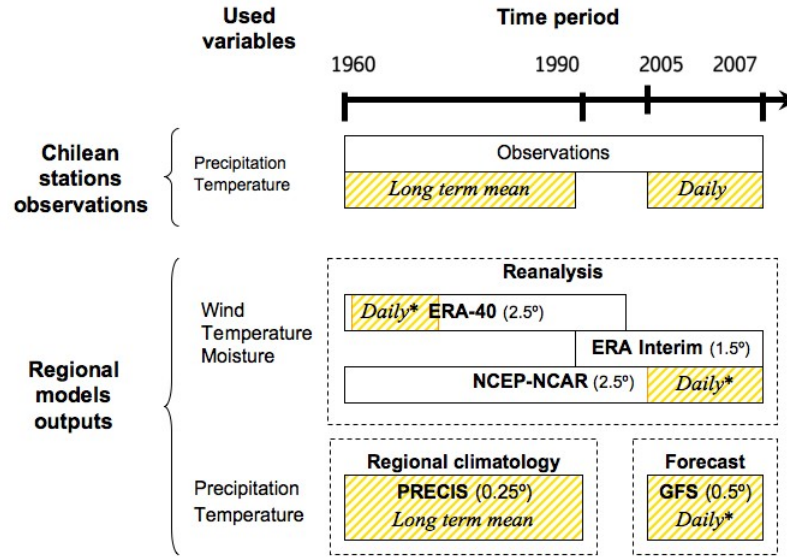 Used
variables
Time period
1960
1990
2005
2007
Chilean
stations
observations
Precipitation
Temperature
Observations
Long term mean
Daily
Reanalysis
Wind
Temperature
Moisture
Daily* ERA-40 (2.5º)
ERA Interim (1.5º)
NCEP-NCAR (2.5º)
Daily*
Regional
models
outputs
Precipitation
Temperature
Regional climatology
PRECIS (0.25º)
Long term mean
Forecast
GFS (0.5º)
Daily*